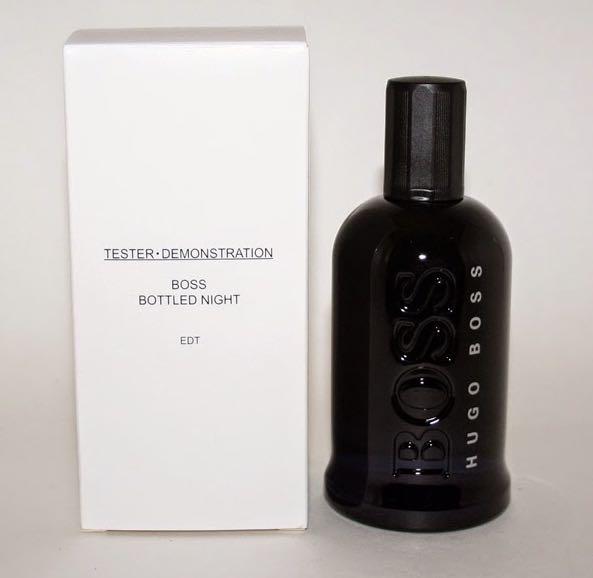 TESTER·DEMONSTRATION
BOSS
BOTTLED NIGHT
EDT
BOSS
HUGO BOSS